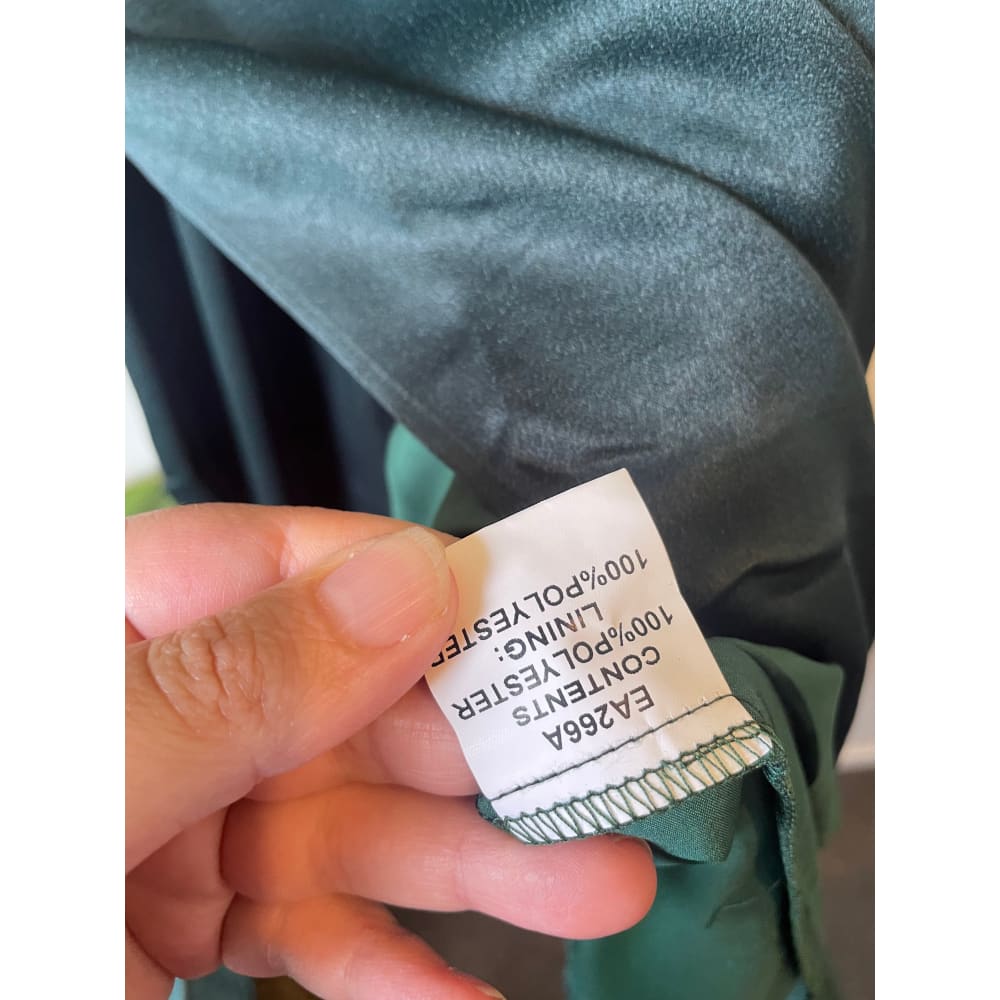 EA266A
CONTENTS
100%POLYESTER
LINING:
100%POLYESTER